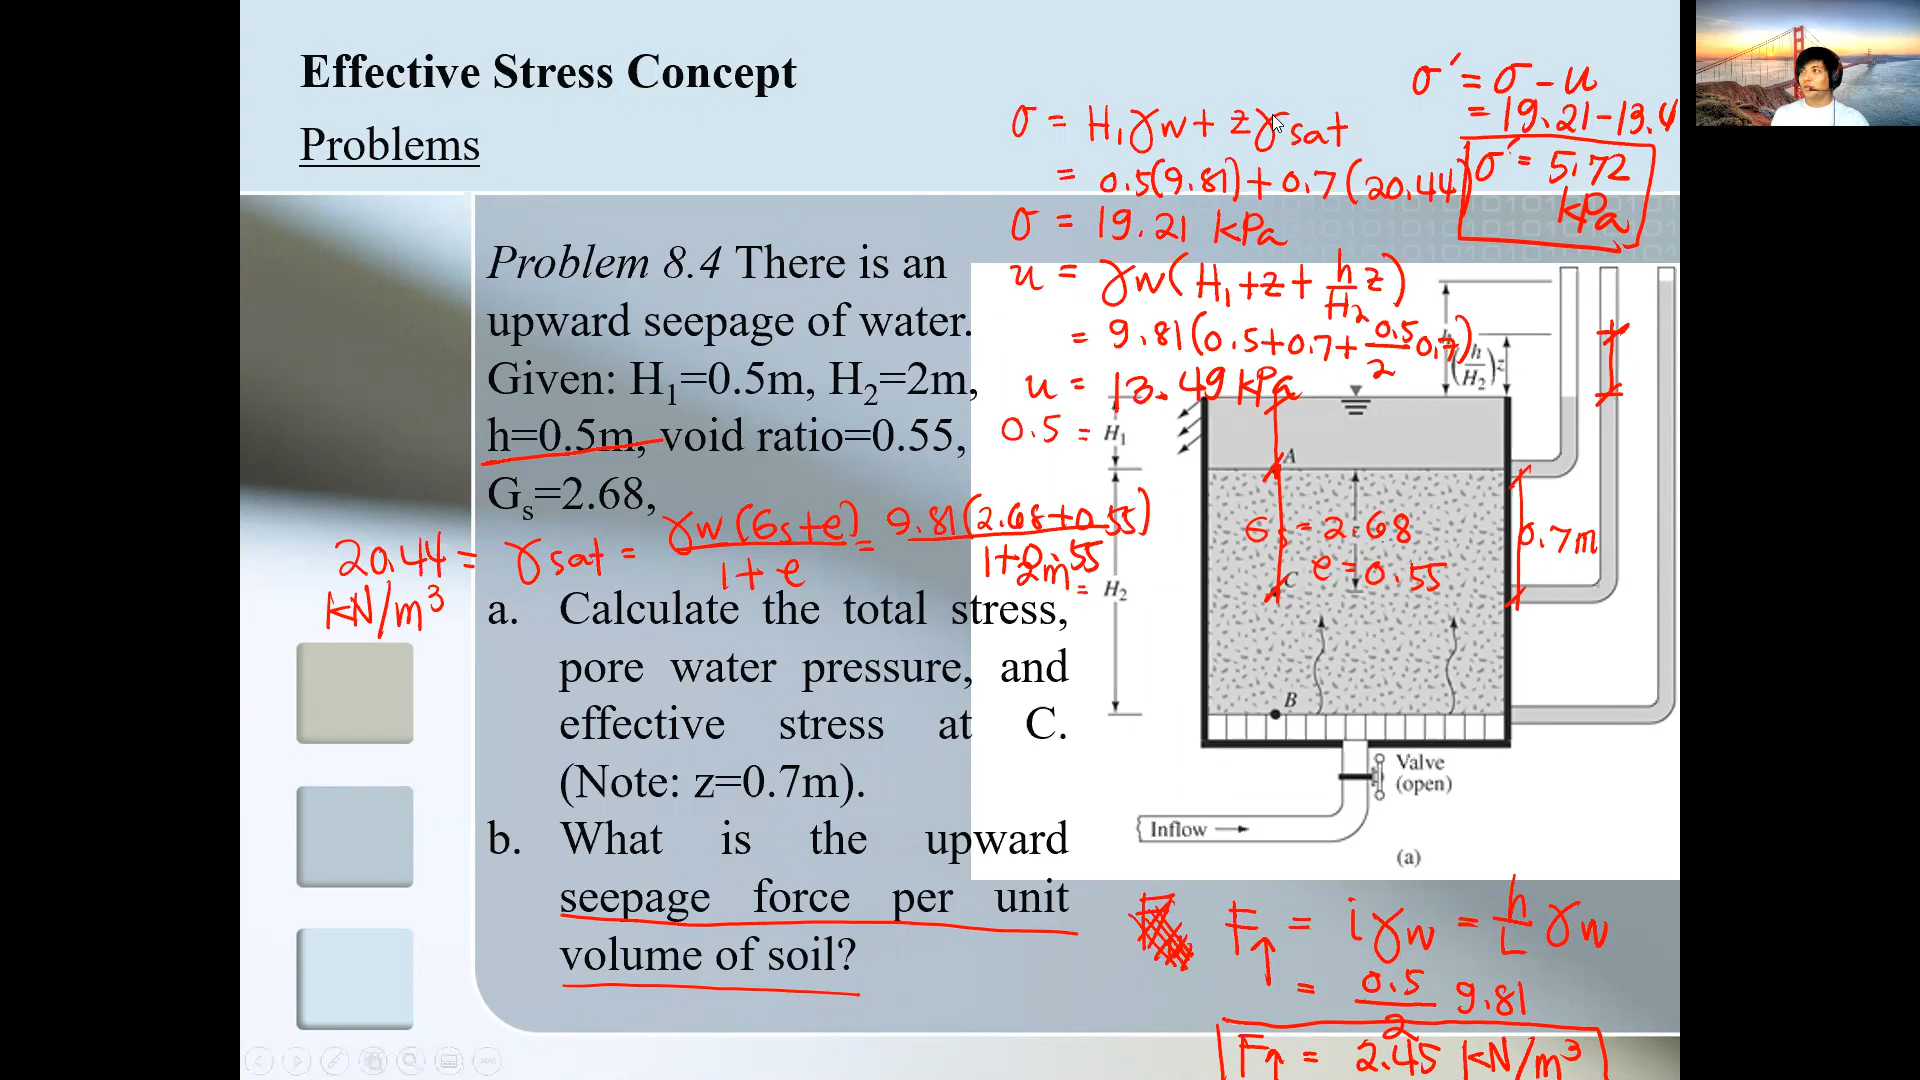 Effective Stress Concept
Problems
σ = H₁γw + zγsat
= 0.5(9.81) + 0.7(20.44)
σ = 19.21 kPa
σ' = σ - u
= 19.21 - 13.4
σ' = 5.72
kPa
u = γw(H₁+z+ h/H₂ z)
= 9.81(0.5+0.7+ 0.5/2 0.7)
u = 13.49 kPa
Problem 8.4 There is an
upward seepage of water.
Given: H₁=0.5m, H₂=2m,
h=0.5m, void ratio=0.55,
Gₛ=2.68,
20.44 = γsat = γw(Gs+e)/1+e = 9.81(2.68+0.55)/1+0.55
kN/m³
a. Calculate the total stress,
pore water pressure, and
effective stress at C.
(Note: z=0.7m).
b. What is the upward
seepage force per unit
volume of soil?
(h/H₂)z
0.5 = H₁
A
Gs = 2.68
0.7m
e = 0.55
C
2m = H₂
B
Valve
(open)
Inflow
(a)
F↑ = iγw = h/L γw
= 0.5/2 9.81
F↑ = 2.45 kN/m³